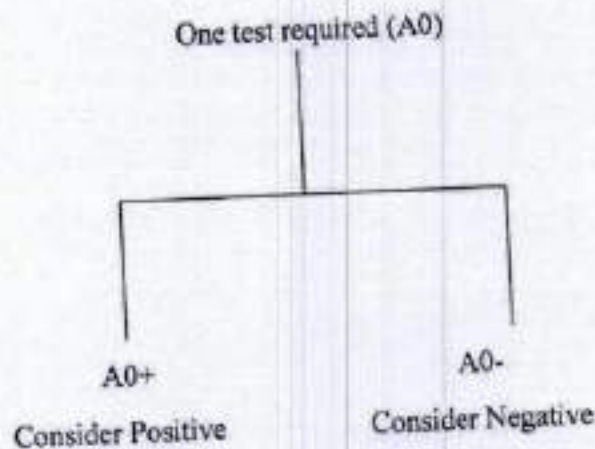 One test required (A0)
A0+
Consider Positive
A0-
Consider Negative